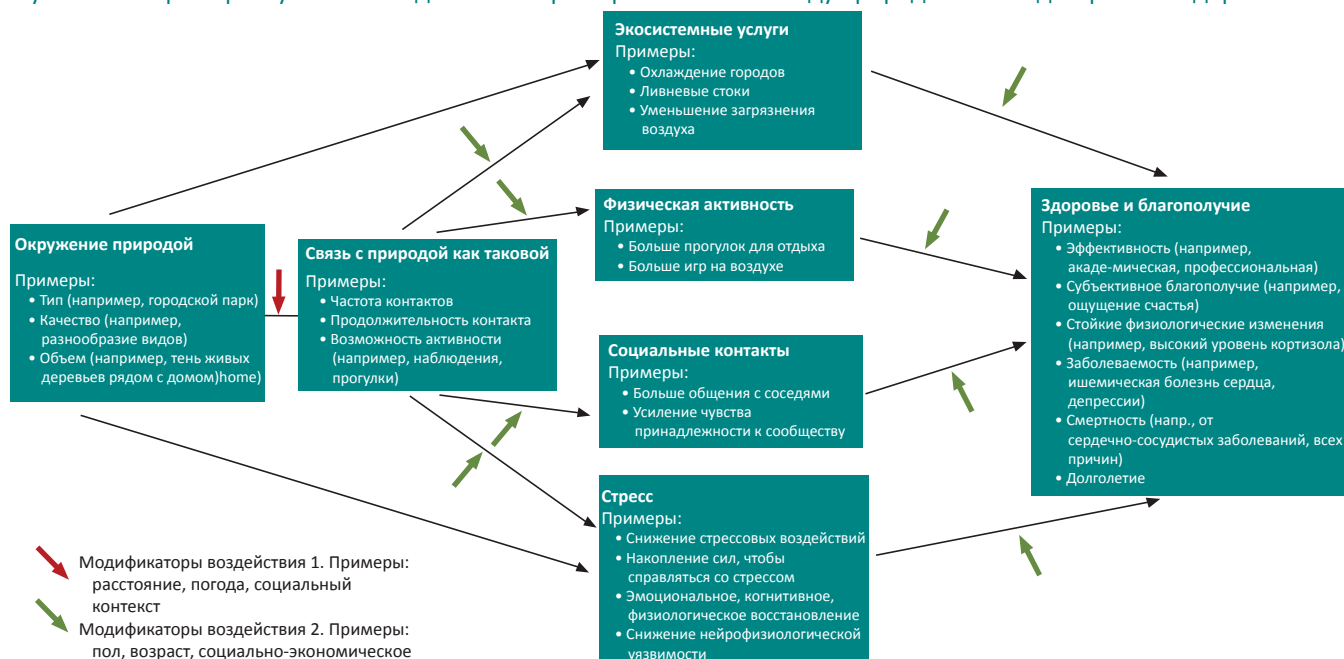 Экосистемные услуги
Примеры:
• Охлаждение городов
• Ливневые стоки
• Уменьшение загрязнения
воздуха
Окружение природой
Примеры:
• Тип (например, городской парк)
• Качество (например,
разнообразие видов)
• Объем (например, тень живых
деревьев рядом с домом)home)
Связь с природой как таковой
Примеры:
• Частота контактов
• Продолжительность контакта
• Возможность активности
(например, наблюдения,
прогулки)
Физическая активность
Примеры:
• Больше прогулок для отдыха
• Больше игр на воздухе
Социальные контакты
Примеры:
• Больше общения с соседями
• Усиление чувства
принадлежности к сообществу
Стресс
Примеры:
• Снижение стрессовых воздействий
• Накопление сил, чтобы
справляться со стрессом
• Эмоциональное, когнитивное,
физиологическое восстановление
• Снижение нейрофизиологической
уязвимости
Здоровье и благополучие
Примеры:
• Эффективность (например,
акаде-мическая, профессиональная)
• Субъективное благополучие (например,
ощущение счастья)
• Стойкие физиологические изменения
(например, высокий уровень кортизола)
• Заболеваемость (например,
ишемическая болезнь сердца,
депрессии)
• Смертность (напр., от
сердечно-сосудистых заболеваний, всех
причин)
• Долголетие
Модификаторы воздействия 1. Примеры:
расстояние, погода, социальный
контекст
Модификаторы воздействия 2. Примеры:
пол, возраст, социально-экономическое